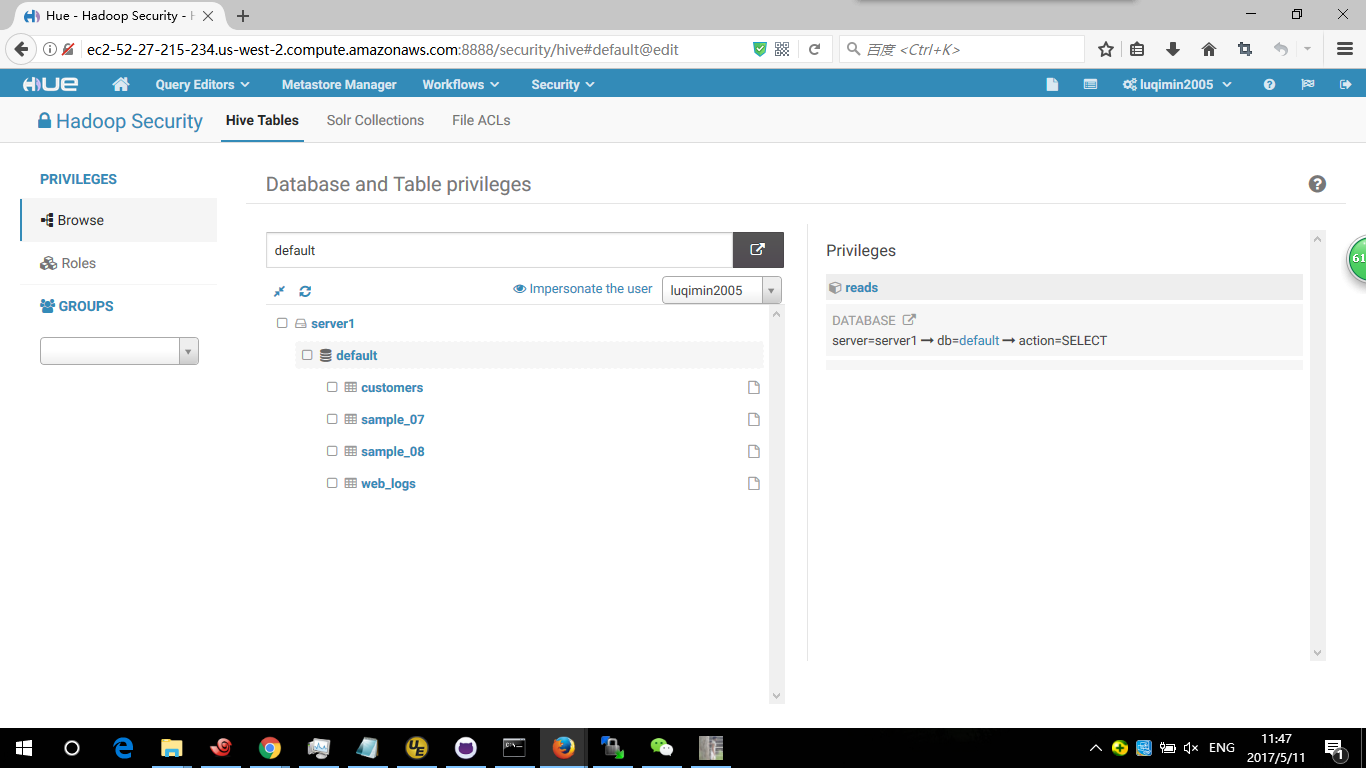 Hue - Hadoop Security - H
ec2-52-27-215-234.us-west-2.compute.amazonaws.com:8888/security/hive#default@edit
百度 <Ctrl+K>
HUE Query Editors Metastore Manager Workflows Security luqimin2005
Hadoop Security Hive Tables Solr Collections File ACLs
PRIVILEGES
Browse
Roles
GROUPS
Database and Table privileges
default
Impersonate the user luqimin2005
server1
default
customers
sample_07
sample_08
web_logs
Privileges
reads
DATABASE
server=server1 → db=default → action=SELECT
61
ENG
11:47
2017/5/11
1